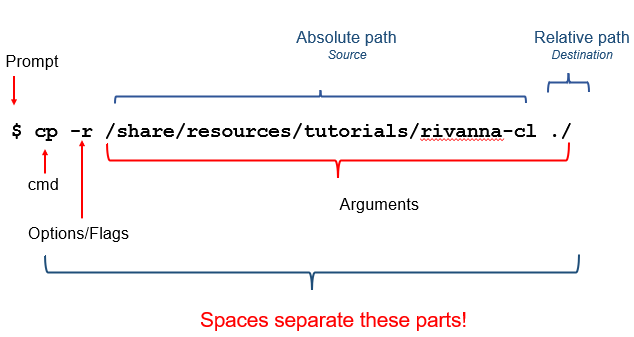 Absolute path
Source
Relative path
Destination
Prompt
$ cp -r /share/resources/tutorials/rivanna-cl ./
cmd
Arguments
Options/Flags
Spaces separate these parts!